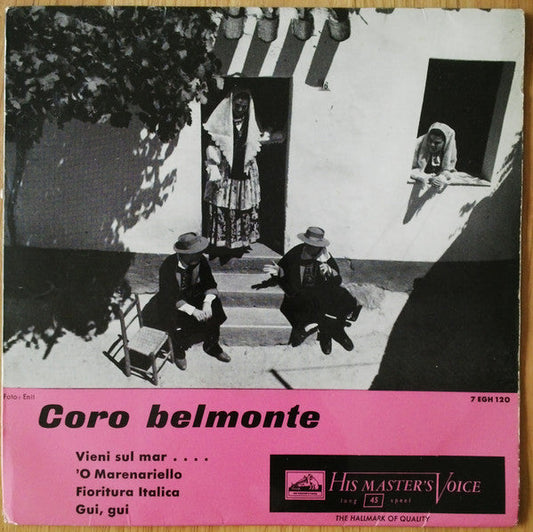 Foto: Enit
7 EGH 120
Coro belmonte
Vieni sul mar . . . .
'O Marenariello
Fioritura Italica
Gui, gui
HIS MASTER'S VOICE
long 45 speel
THE HALLMARK OF QUALITY